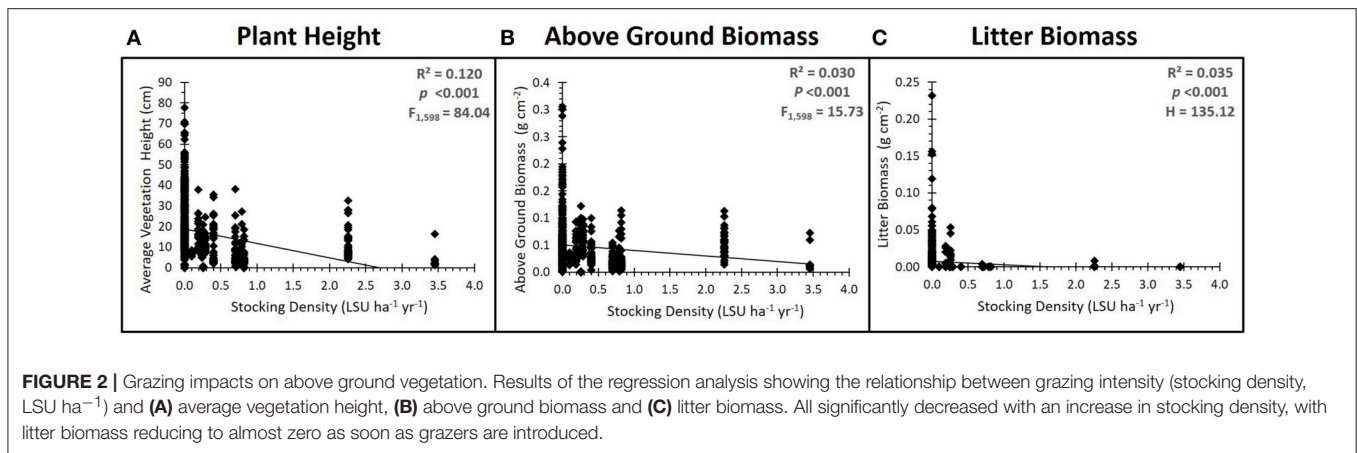 A Plant Height
R² = 0.120
p <0.001
F1,598 = 84.04
Average Vegetation Height (cm)
90
80
70
60
50
40
30
20
10
0
0.0 0.5 1.0 1.5 2.0 2.5 3.0 3.5 4.0
Stocking Density (LSU ha⁻¹ yr⁻¹)
B Above Ground Biomass
R² = 0.030
P <0.001
F1,598 = 15.73
Above Ground Biomass (g cm⁻²)
0.4
0.4
0.3
0.3
0.2
0.2
0.1
0.1
0.0
0.0 0.5 1.0 1.5 2.0 2.5 3.0 3.5 4.0
Stocking Density (LSU ha⁻¹ yr⁻¹)
C Litter Biomass
R² = 0.035
p <0.001
H = 135.12
Litter Biomass (g cm⁻²)
0.25
0.20
0.15
0.10
0.05
0.00
0.0 0.5 1.0 1.5 2.0 2.5 3.0 3.5 4.0
Stocking Density (LSU ha⁻¹ yr⁻¹)
FIGURE 2 | Grazing impacts on above ground vegetation. Results of the regression analysis showing the relationship between grazing intensity (stocking density,
LSU ha⁻¹) and (A) average vegetation height, (B) above ground biomass and (C) litter biomass. All significantly decreased with an increase in stocking density, with
litter biomass reducing to almost zero as soon as grazers are introduced.